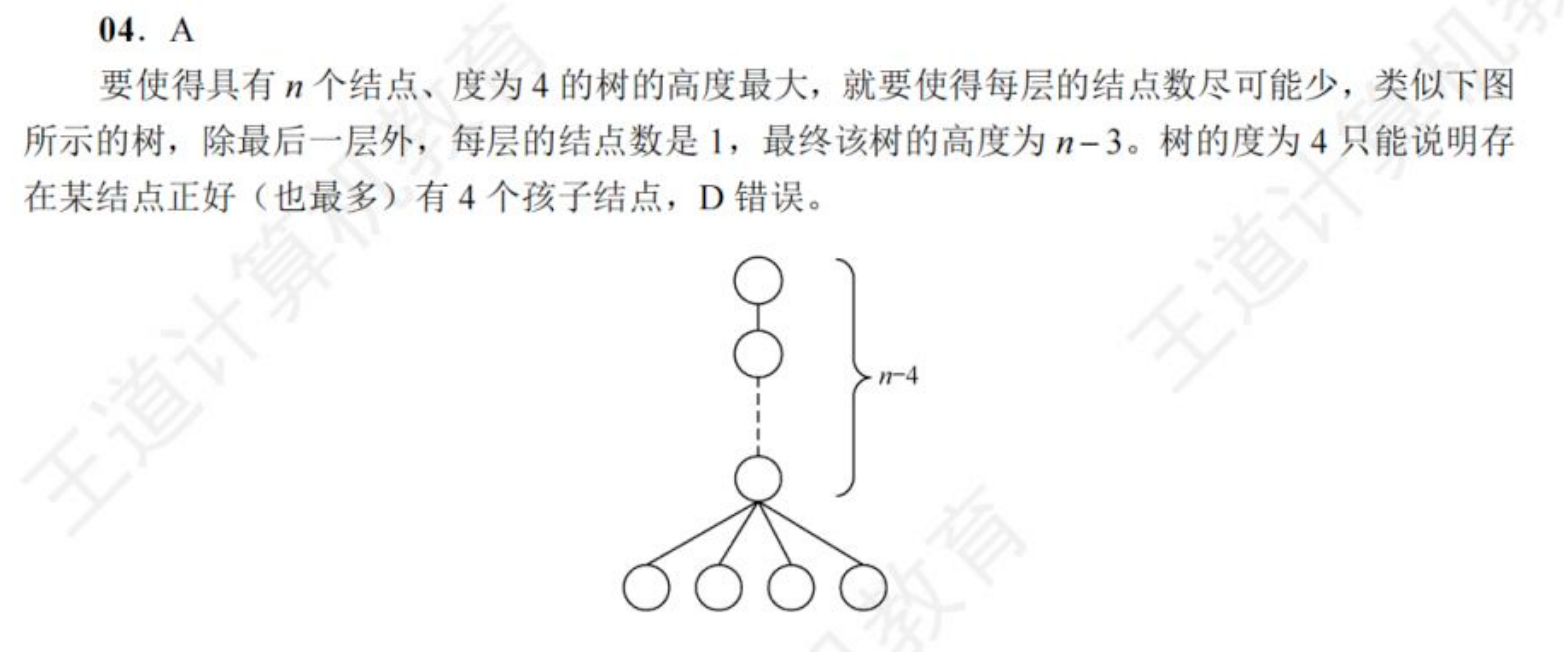 04. A
要使得具有 n 个结点、度为 4 的树的高度最大，就要使得每层的结点数尽可能少，类似下图
所示的树，除最后一层外，每层的结点数是 1，最终该树的高度为 n−3。树的度为 4 只能说明存
在某结点正好（也最多）有 4 个孩子结点，D 错误。
n−4
王道计算机教育
王道计算机教
机教育